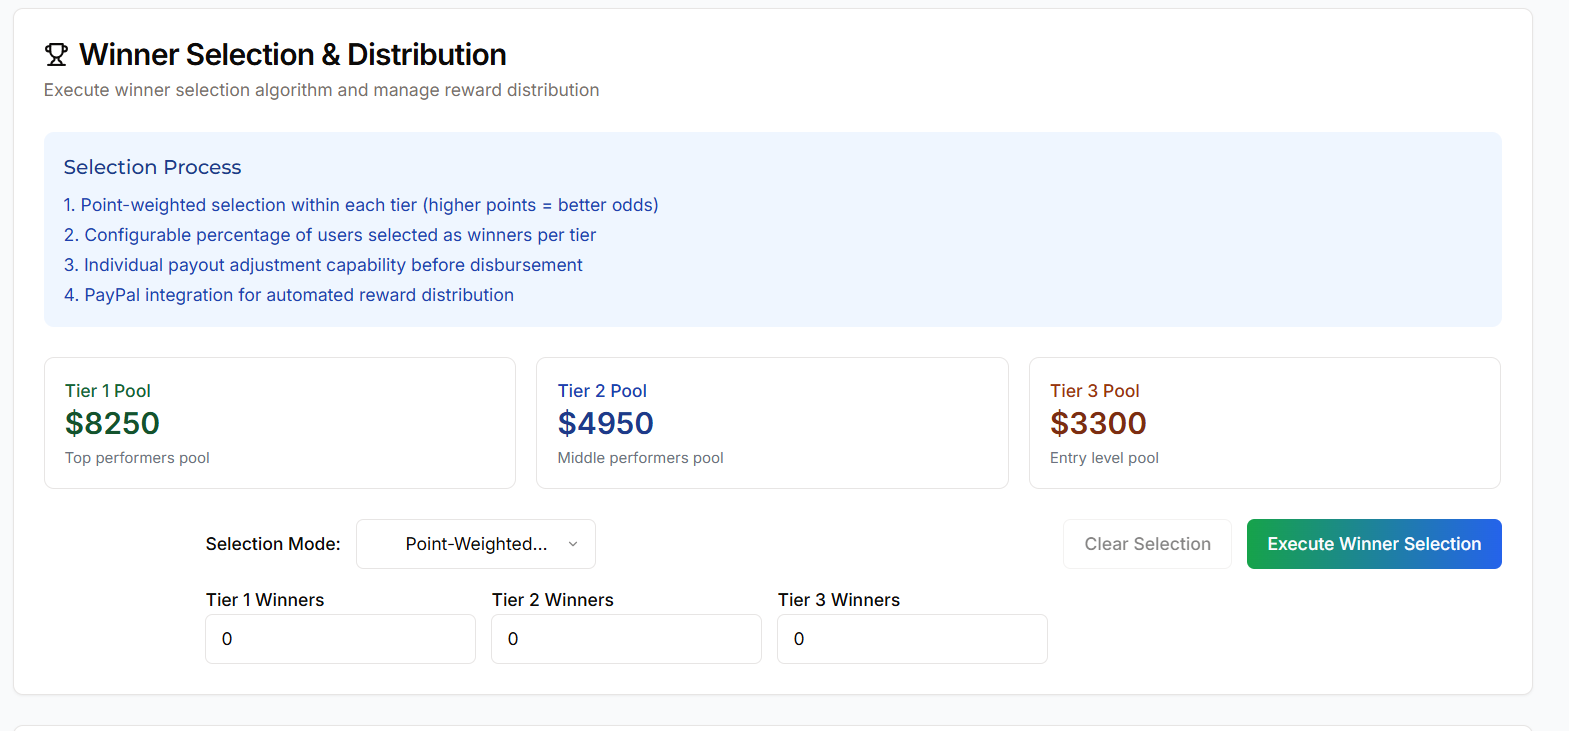 Winner Selection & Distribution
Execute winner selection algorithm and manage reward distribution
Selection Process
1. Point-weighted selection within each tier (higher points = better odds)
2. Configurable percentage of users selected as winners per tier
3. Individual payout adjustment capability before disbursement
4. PayPal integration for automated reward distribution
Tier 1 Pool
$8250
Top performers pool
Tier 2 Pool
$4950
Middle performers pool
Tier 3 Pool
$3300
Entry level pool
Selection Mode:
Point-Weighted...
Clear Selection
Execute Winner Selection
Tier 1 Winners
0
Tier 2 Winners
0
Tier 3 Winners
0